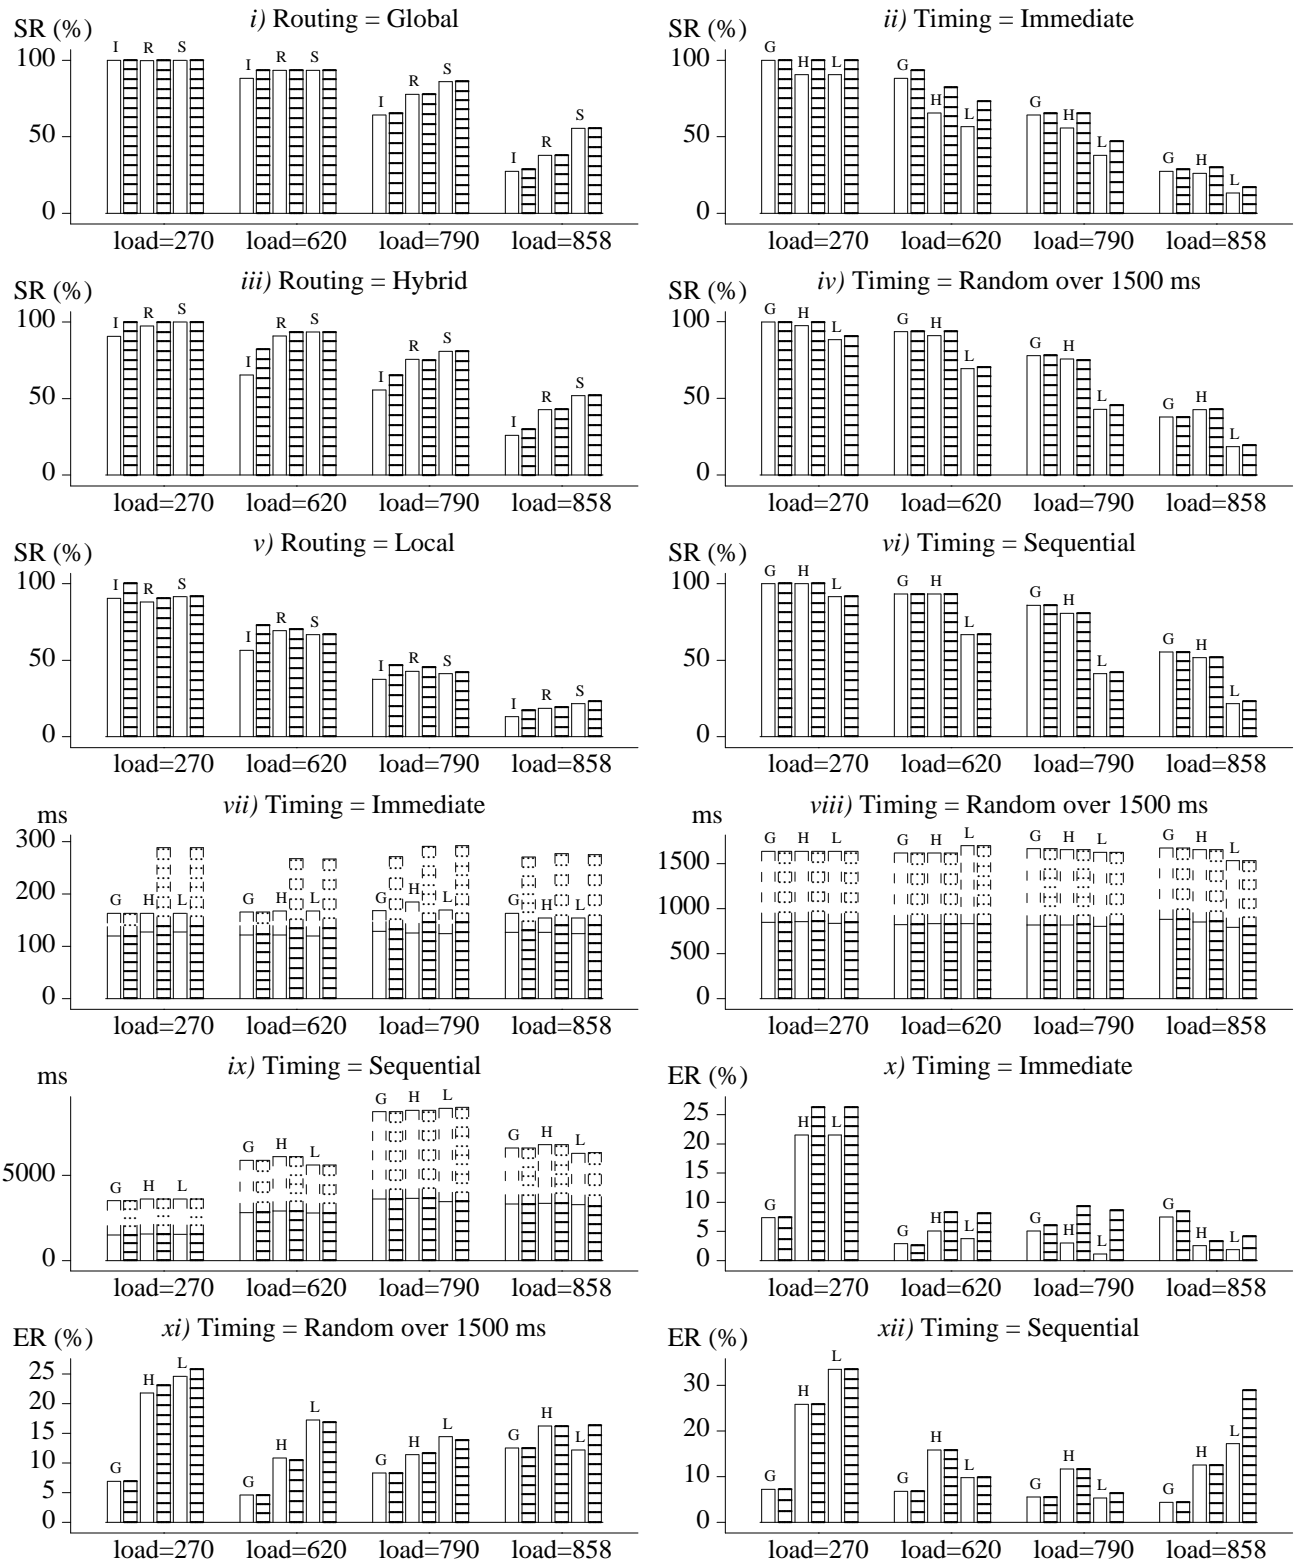 i) Routing = Global
SR (%)
100
50
0
I R S I R S I R S I R S
load=270 load=620 load=790 load=858
ii) Timing = Immediate
SR (%)
100
50
0
G H L G H L G H L G H L
load=270 load=620 load=790 load=858
iii) Routing = Hybrid
SR (%)
100
50
0
I R S I R S I R S I R S
load=270 load=620 load=790 load=858
iv) Timing = Random over 1500 ms
SR (%)
100
50
0
G H L G H L G H L G H L
load=270 load=620 load=790 load=858
v) Routing = Local
SR (%)
100
50
0
I R S I R S I R S I R S
load=270 load=620 load=790 load=858
vi) Timing = Sequential
SR (%)
100
50
0
G H L G H L G H L G H L
load=270 load=620 load=790 load=858
vii) Timing = Immediate
ms
300
200
100
0
G H L G H L G H L G H L
load=270 load=620 load=790 load=858
viii) Timing = Random over 1500 ms
ms
1500
1000
500
0
G H L G H L G H L G H L
load=270 load=620 load=790 load=858
ix) Timing = Sequential
ms
5000
0
G H L G H L G H L G H L
load=270 load=620 load=790 load=858
x) Timing = Immediate
ER (%)
25
20
15
10
5
0
G H L G H L G H L G H L
load=270 load=620 load=790 load=858
xi) Timing = Random over 1500 ms
ER (%)
25
20
15
10
5
0
G H L G H L G H L G H L
load=270 load=620 load=790 load=858
xii) Timing = Sequential
ER (%)
30
20
10
0
G H L G H L G H L G H L
load=270 load=620 load=790 load=858